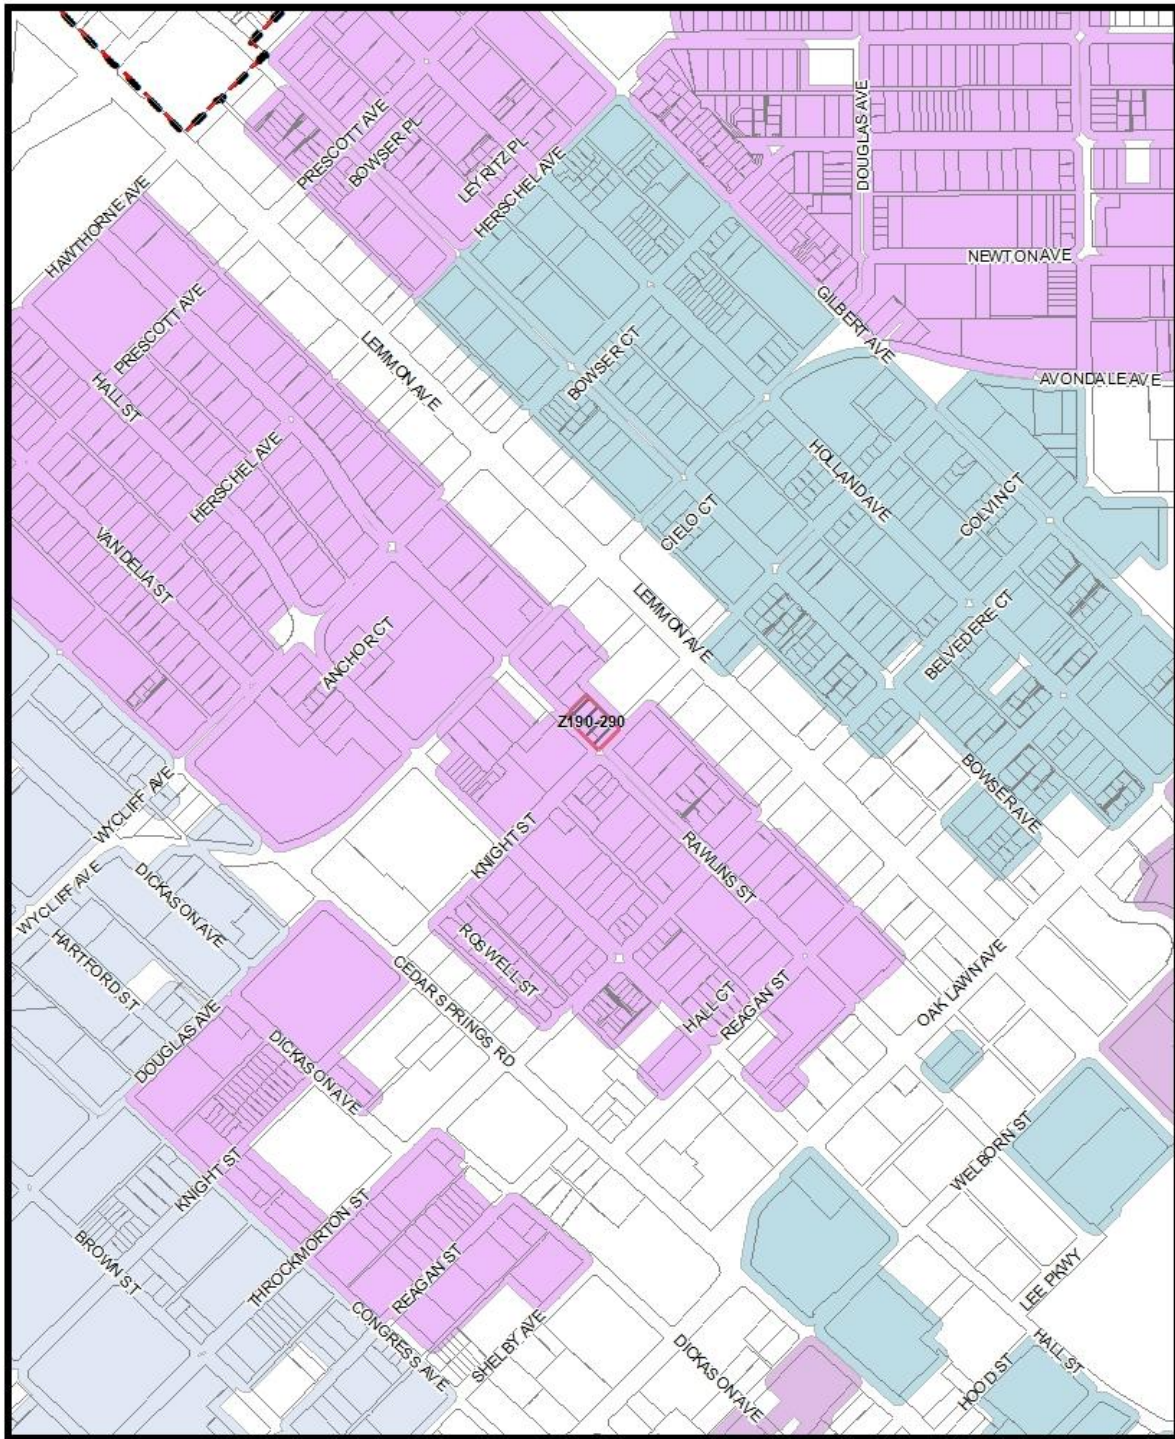 PRESCOTT AVE
BOWSER PL
LEY RITZ PL
HERSCHEL AVE
DOUGLAS AVE
NEWTON AVE
GILBERT AVE
AVONDALE AVE
HAWTHORNE AVE
PRESCOTT AVE
HALL ST
LEMMON AVE
BOWSER CT
HERSCHEL AVE
HOLLAND AVE
COLVIN CT
CIELO CT
VANDELIA ST
LEMMON AVE
BELVEDERE CT
ANCHOR CT
Z190-290
BOWSER AVE
WYCLIFF AVE
KNIGHT ST
RAWLINS ST
WYCLIFF AVE
DICKASON AVE
HARTFORD ST
ROSWELL ST
CEDAR SPRINGS RD
HALL CT
REAGAN ST
OAK LAWN AVE
DOUGLAS AVE
DICKASON AVE
KNIGHT ST
WELBORN ST
BROWN ST
THROCKMORTON ST
REAGAN ST
CONGRESS AVE
SHELBY AVE
LEE PKWY
HALL ST
DICKASON AVE
HOOD ST